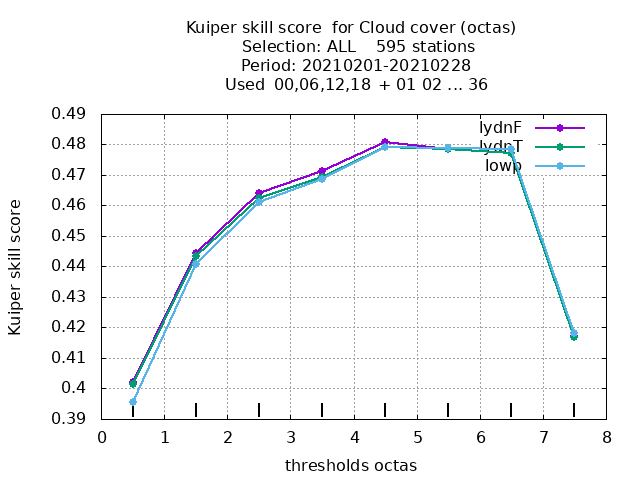 Kuiper skill score  for Cloud cover (octas)
Selection: ALL    595 stations
Period: 20210201-20210228
Used  00,06,12,18  + 01 02 ... 36
Kuiper skill score
0.49
0.48
0.47
0.46
0.45
0.44
0.43
0.42
0.41
0.4
0.39
lydnF
lydnT
lowp
0 1 2 3 4 5 6 7 8
thresholds octas